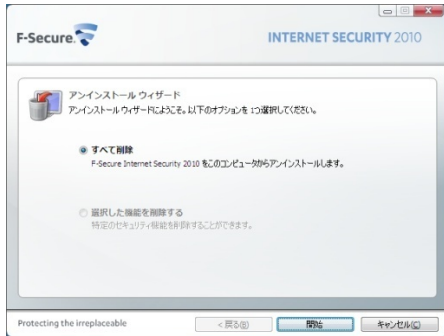 F-Secure.
INTERNET SECURITY 2010
アンインストール ウィザード
アンインストール ウィザードにようこそ。以下のオプションを 1つ選択してください。
すべて削除
F-Secure Internet Security 2010 をこのコンピュータからアンインストールします。
選択した機能を削除する
特定のセキュリティ機能を削除することができます。
Protecting the irreplaceable
< 戻る(B)
開始
キャンセル(C)